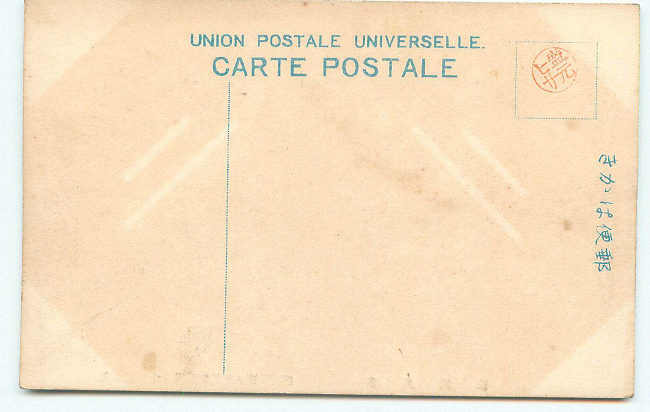 UNION POSTALE UNIVERSELLE.
CARTE POSTALE
きかは便郵